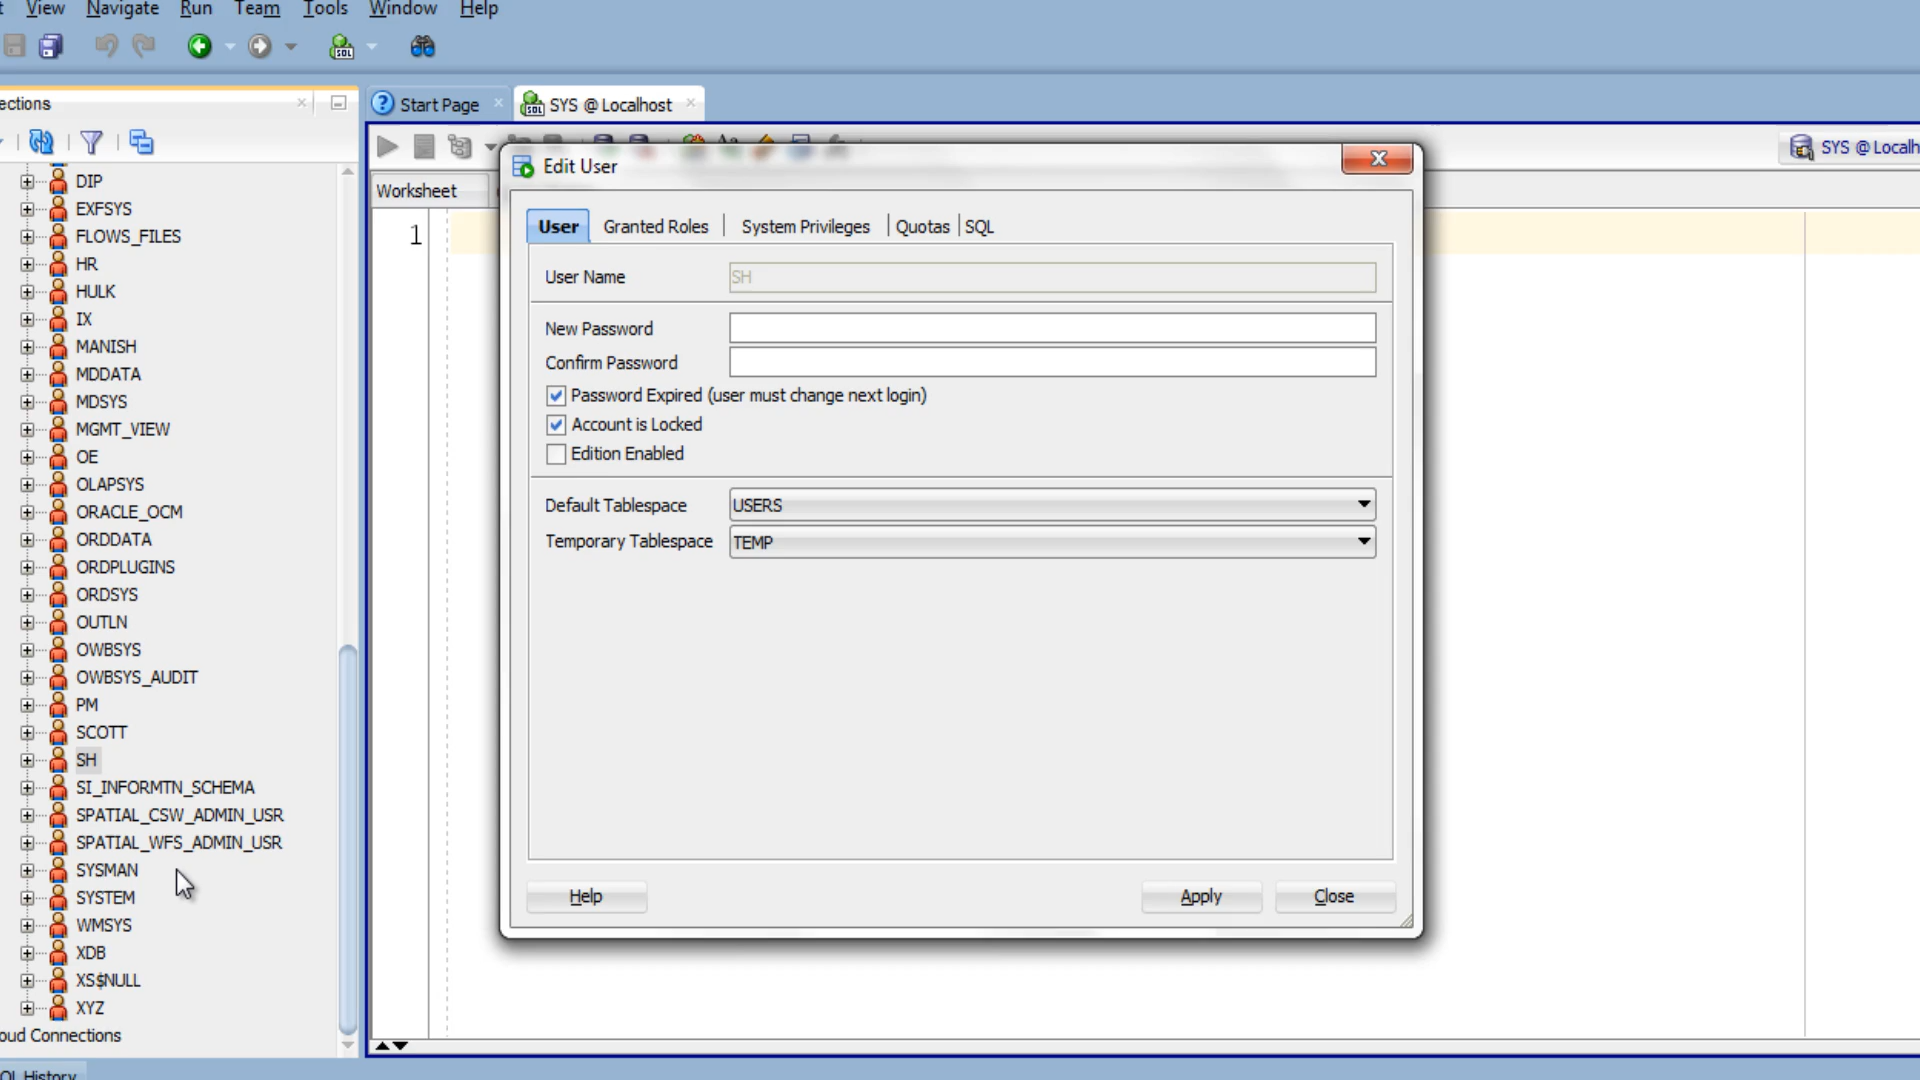 View Navigate Run Team Tools Window Help
ections
Start Page
SYS @ Localhost
SYS @ Localh
Worksheet
1
DIP
EXFSYS
FLOWS_FILES
HR
HULK
IX
MANISH
MDDATA
MDSYS
MGMT_VIEW
OE
OLAPSYS
ORACLE_OCM
ORDDATA
ORDPLUGINS
ORDSYS
OUTLN
OWBSYS
OWBSYS_AUDIT
PM
SCOTT
SH
SI_INFORMTN_SCHEMA
SPATIAL_CSW_ADMIN_USR
SPATIAL_WFS_ADMIN_USR
SYSMAN
SYSTEM
WMSYS
XDB
XS$NULL
XYZ
oud Connections
QL History
Edit User
User Granted Roles System Privileges Quotas SQL
User Name SH
New Password
Confirm Password
Password Expired (user must change next login)
Account is Locked
Edition Enabled
Default Tablespace USERS
Temporary Tablespace TEMP
Help Apply Close